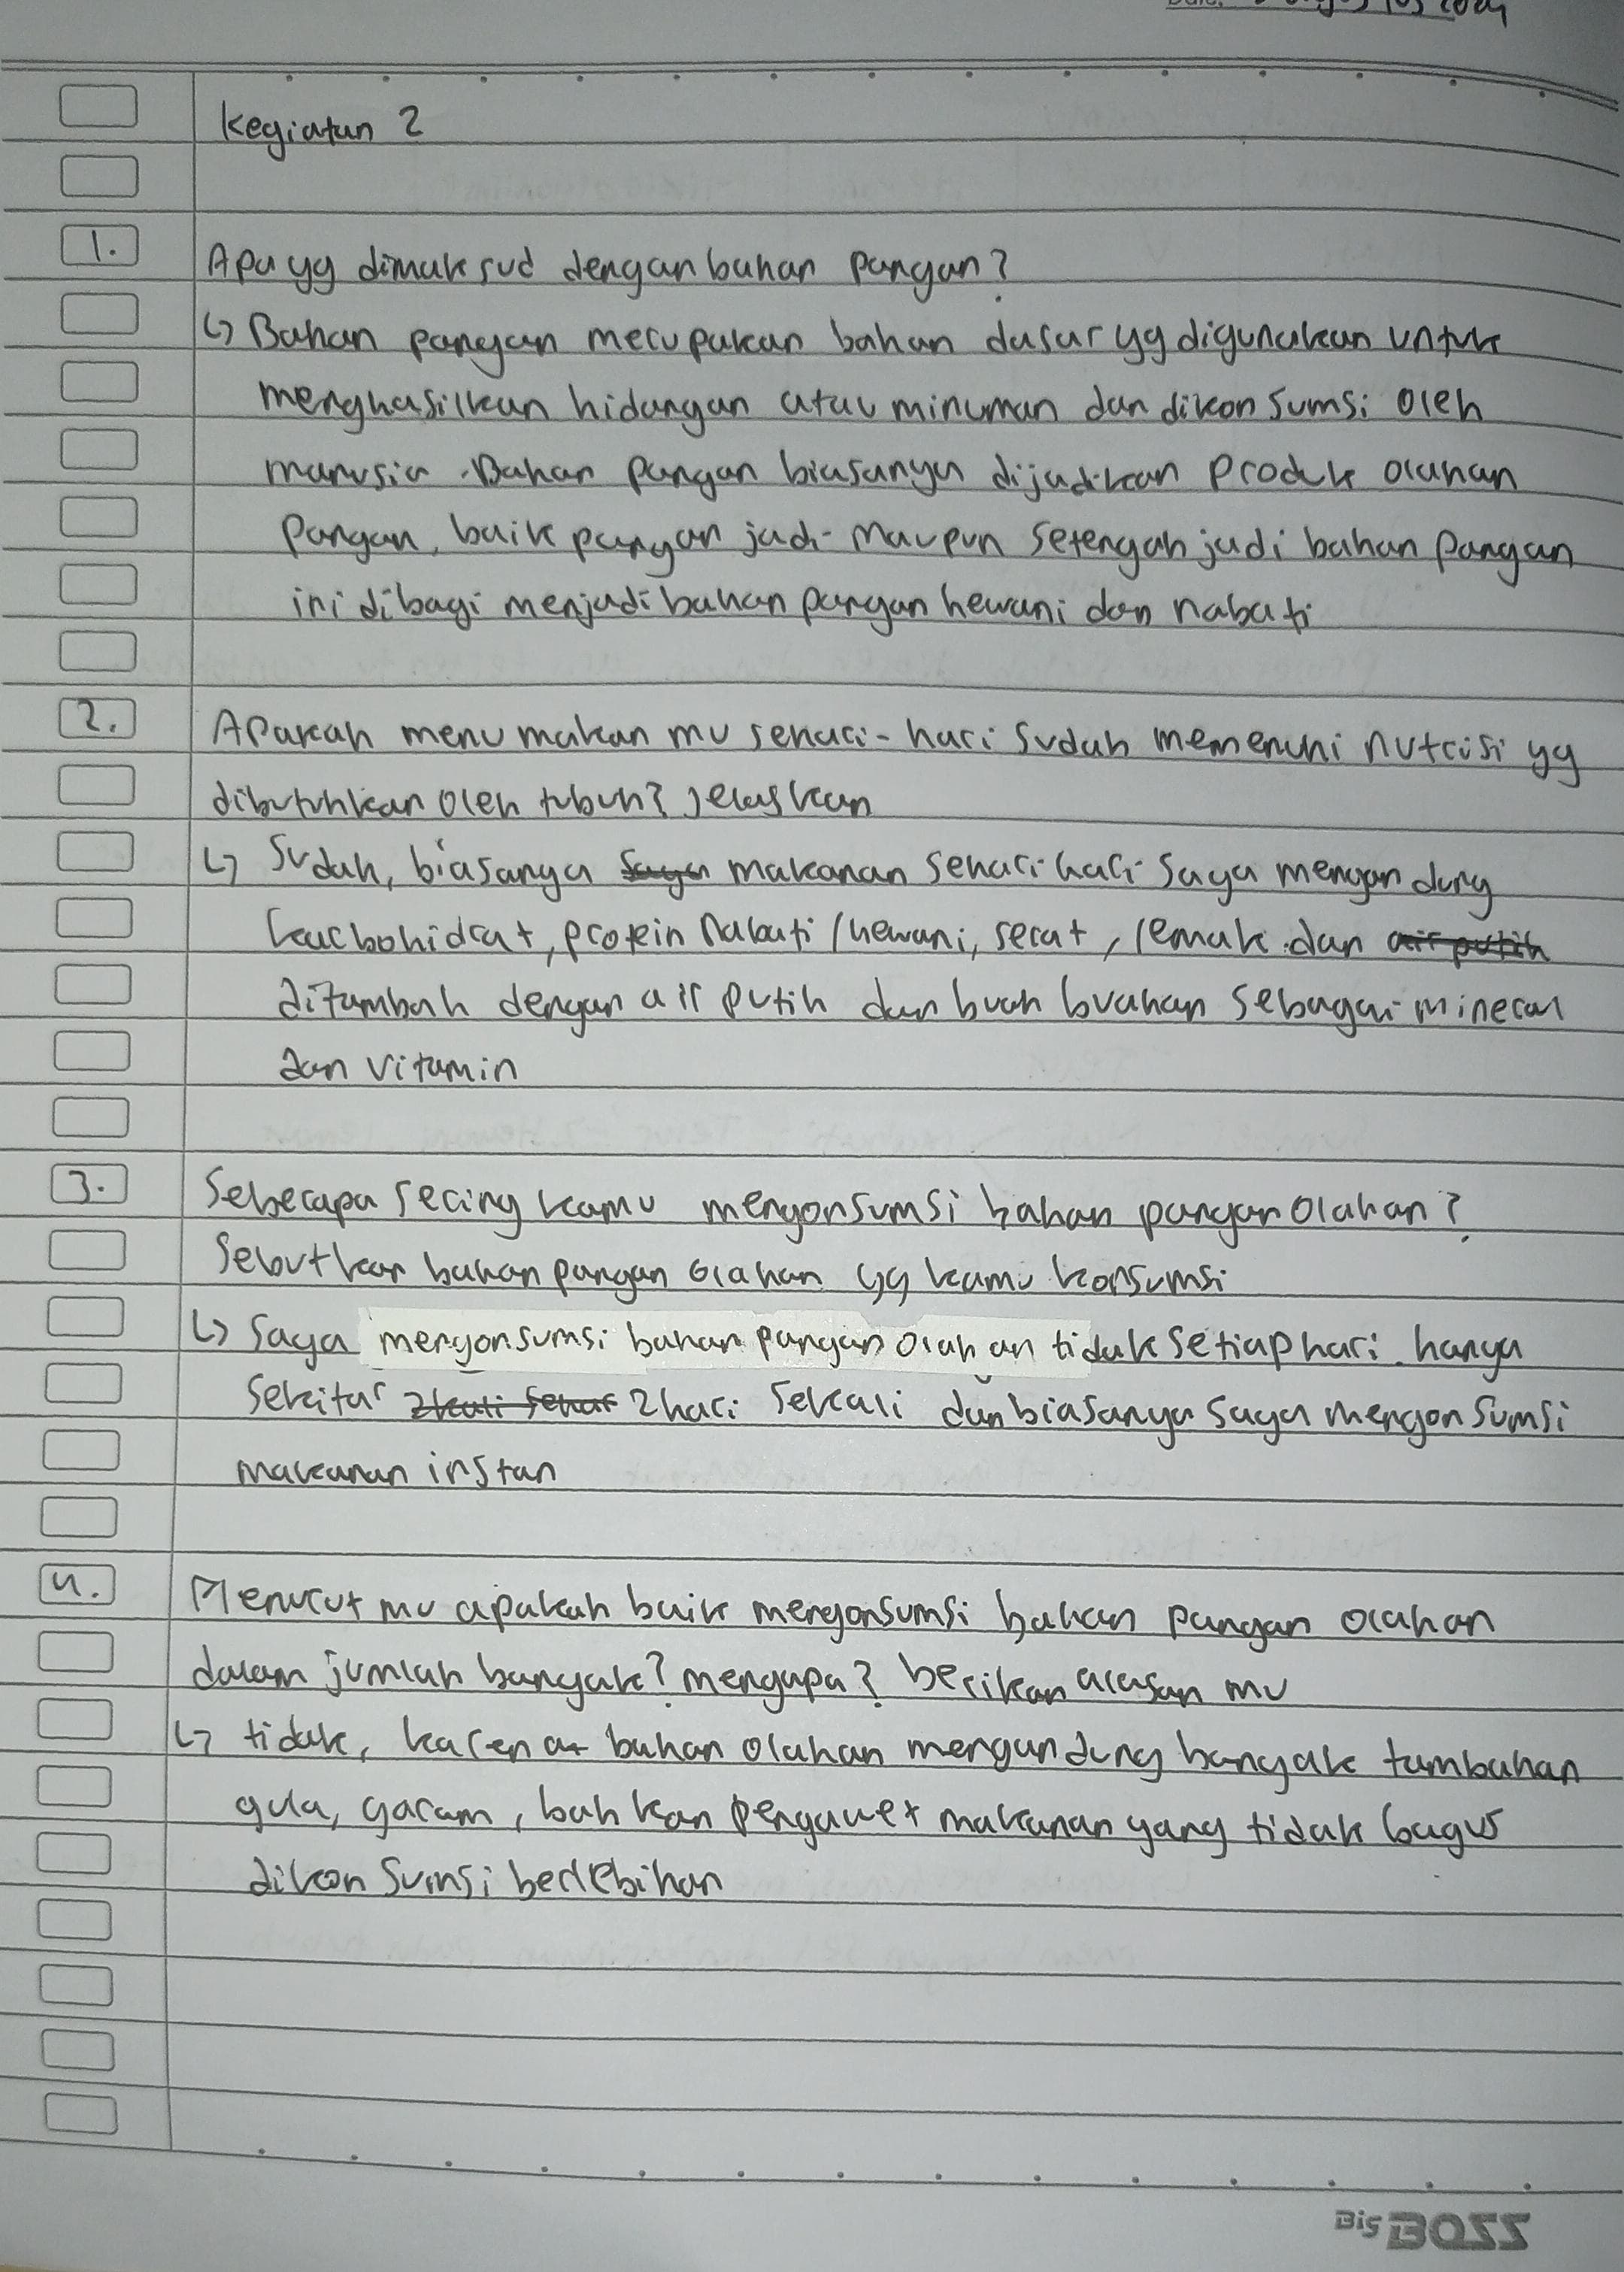 Kegiatan 2
1. Apa yg dimaksud dengan bahan pangan?
↳ Bahan pangan merupakan bahan dasar yg digunakan untuk
menghasilkan hidangan atau minuman dan dikonsumsi oleh
manusia. Bahan pangan biasanya dijadikan produk olahan
pangan, baik pangan jadi maupun setengah jadi bahan pangan
ini dibagi menjadi bahan pangan hewani dan nabati
2. Apakah menu makan mu sehari-hari sudah memenuhi nutrisi yg
dibutuhkan oleh tubuh? jelaskan
↳ Sudah, biasanya saya makanan sehari hari saya mengandung
karbohidrat, protein nabati/hewani, serat, lemak dan air putih
ditambah dengan air putih dan buah buahan sebagai mineral
dan vitamin
3. Seberapa sering kamu mengonsumsi bahan pangan olahan?
Sebutkan bahan pangan olahan yg kamu konsumsi
↳ Saya mengonsumsi bahan pangan olahan tidak setiap hari. hanya
sekitar 2 hari sekali dan biasanya saya mengonsumsi
makanan instan
4. Menurut mu apakah baik mengonsumsi bahan pangan olahan
dalam jumlah banyak? mengapa? berikan alasan mu
↳ tidak, karena bahan olahan mengandung banyak tambahan
gula, garam, bahkan pengawet makanan yang tidak bagus
dikonsumsi berlebihan
Big BOSS